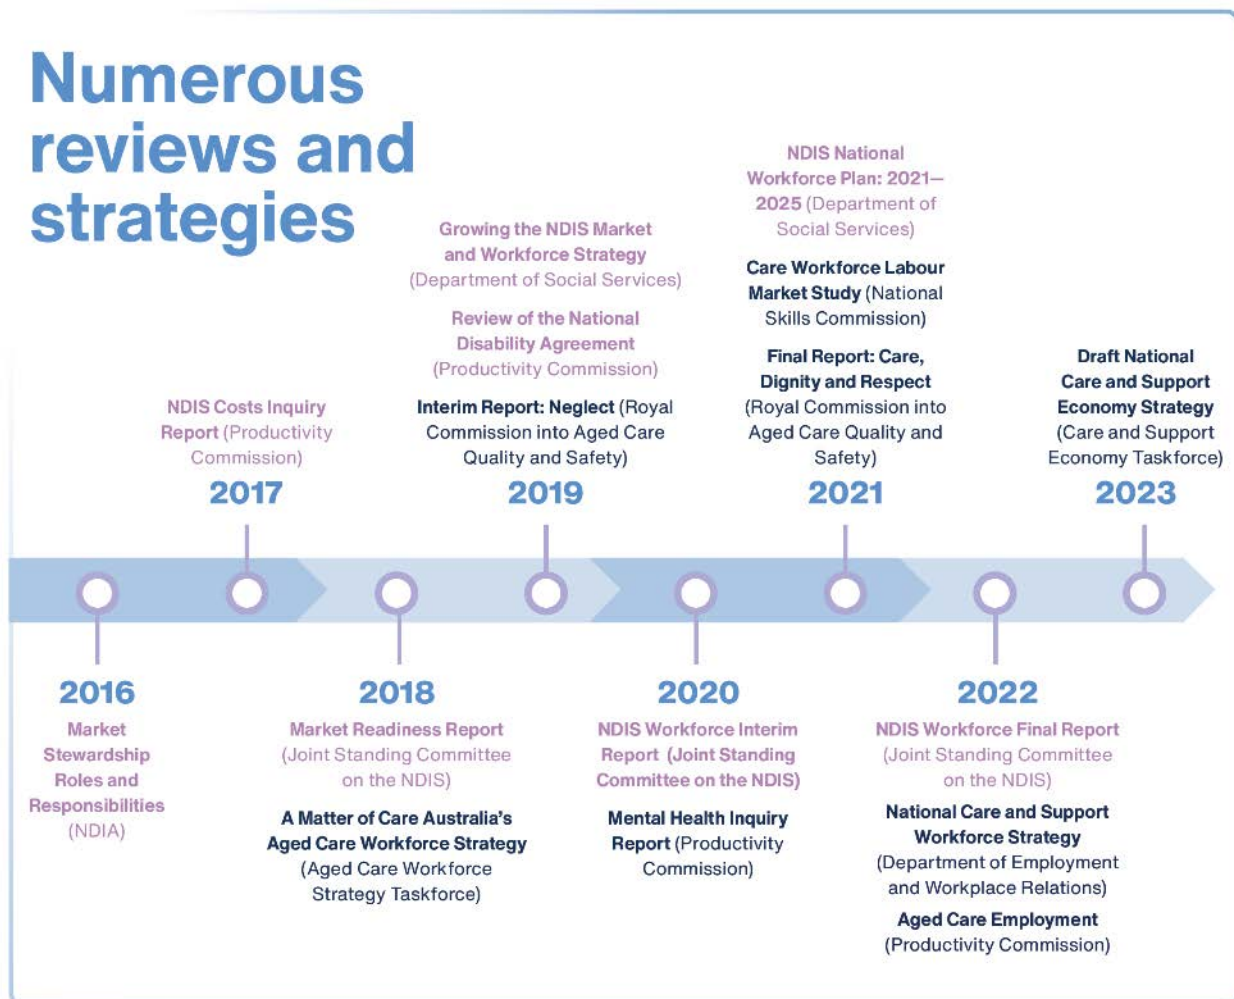 Numerous
reviews and
strategies
NDIS Costs Inquiry
Report (Productivity
Commission)
2017
Growing the NDIS Market
and Workforce Strategy
(Department of Social Services)
Review of the National
Disability Agreement
(Productivity Commission)
Interim Report: Neglect (Royal
Commission into Aged Care
Quality and Safety)
2019
NDIS National
Workforce Plan: 2021—
2025 (Department of
Social Services)
Care Workforce Labour
Market Study (National
Skills Commission)
Final Report: Care,
Dignity and Respect
(Royal Commission into
Aged Care Quality and
Safety)
2021
Draft National
Care and Support
Economy Strategy
(Care and Support
Economy Taskforce)
2023
2016
Market
Stewardship
Roles and
Responsibilities
(NDIA)
2018
Market Readiness Report
(Joint Standing Committee
on the NDIS)
A Matter of Care Australia's
Aged Care Workforce Strategy
(Aged Care Workforce
Strategy Taskforce)
2020
NDIS Workforce Interim
Report (Joint Standing
Committee on the NDIS)
Mental Health Inquiry
Report (Productivity
Commission)
2022
NDIS Workforce Final Report
(Joint Standing Committee
on the NDIS)
National Care and Support
Workforce Strategy
(Department of Employment
and Workplace Relations)
Aged Care Employment
(Productivity Commission)